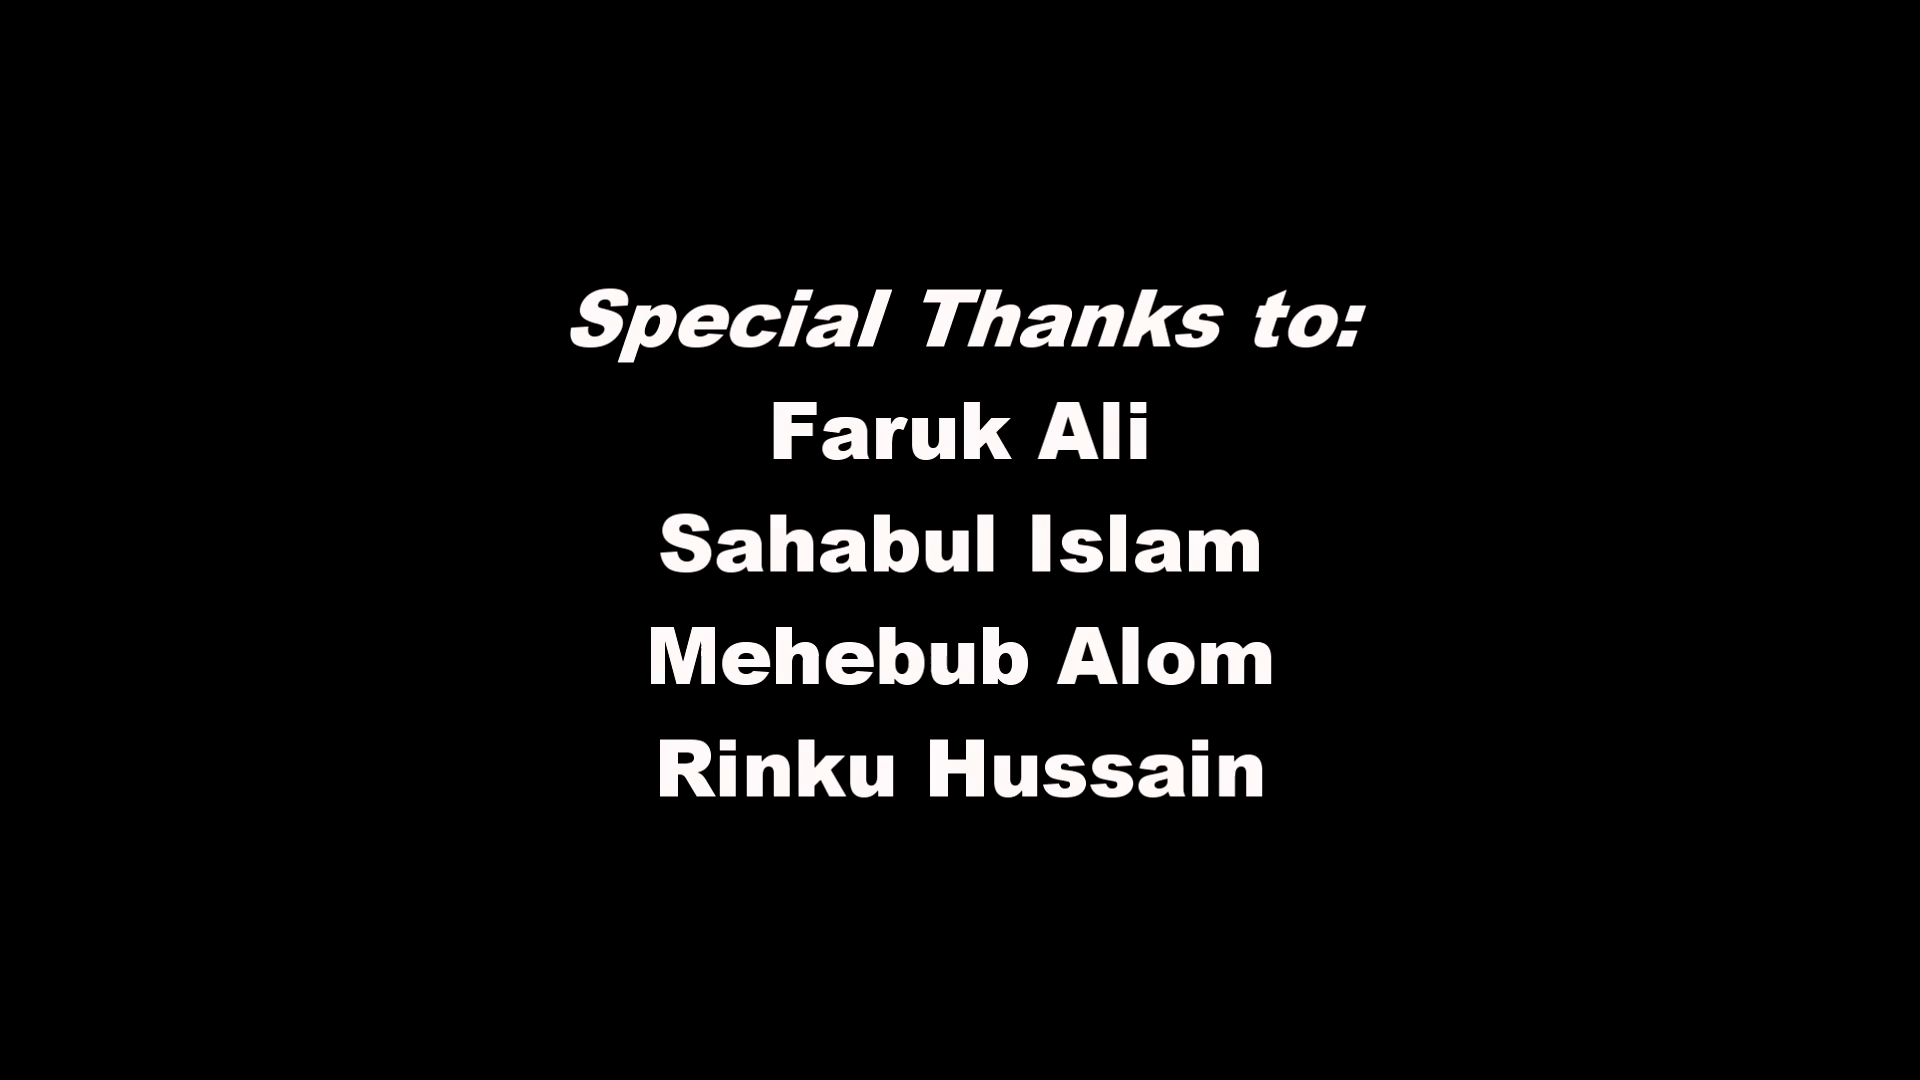 Special Thanks to:
Faruk Ali
Sahabul Islam
Mehebub Alom
Rinku Hussain